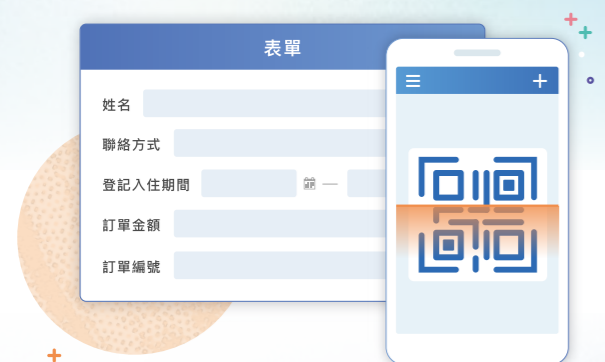 表單
姓名
聯絡方式
登記入住期間
訂單金額
訂單編號